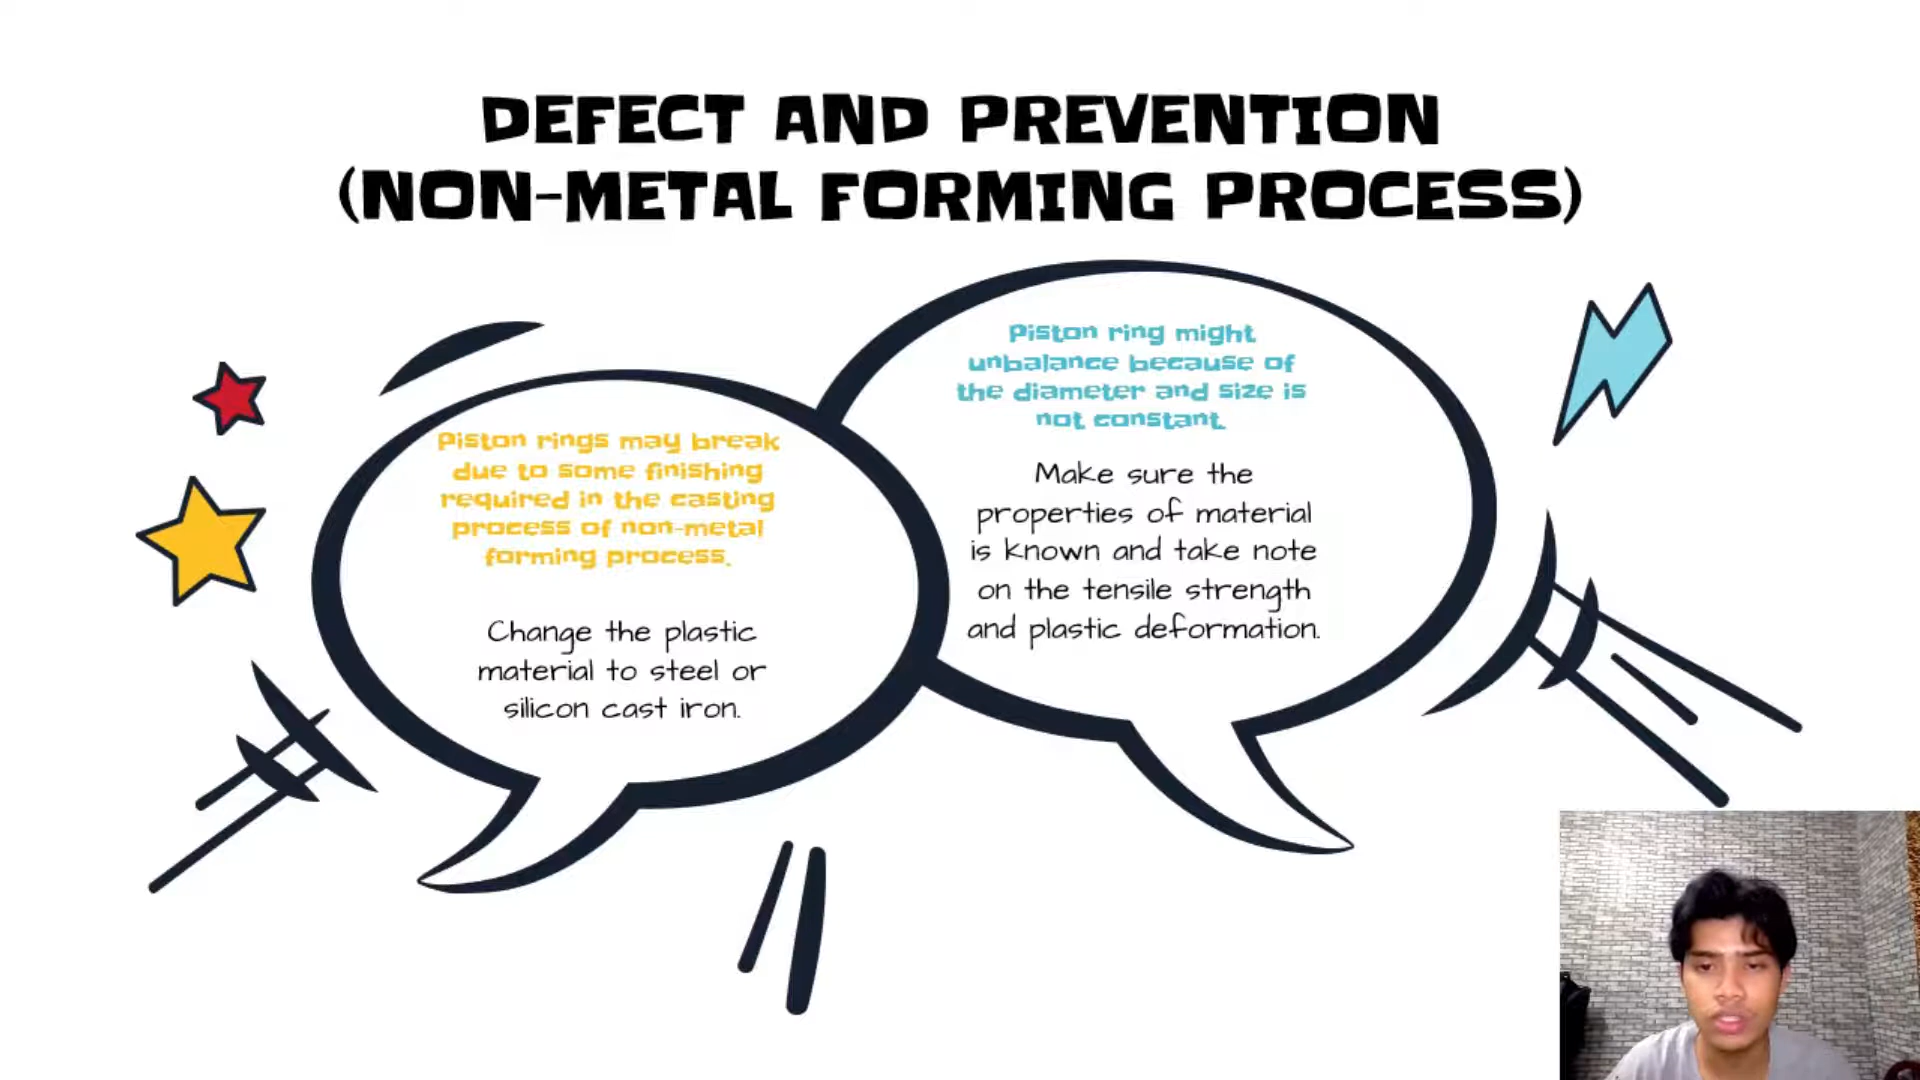 DEFECT AND PREVENTION
(NON-METAL FORMING PROCESS)
Piston rings may break
due to some finishing
required in the casting
process of non-metal
forming process.
Change the plastic
material to steel or
silicon cast iron.
Piston ring might
unbalance because of
the diameter and size is
not constant.
Make sure the
properties of material
is known and take note
on the tensile strength
and plastic deformation.